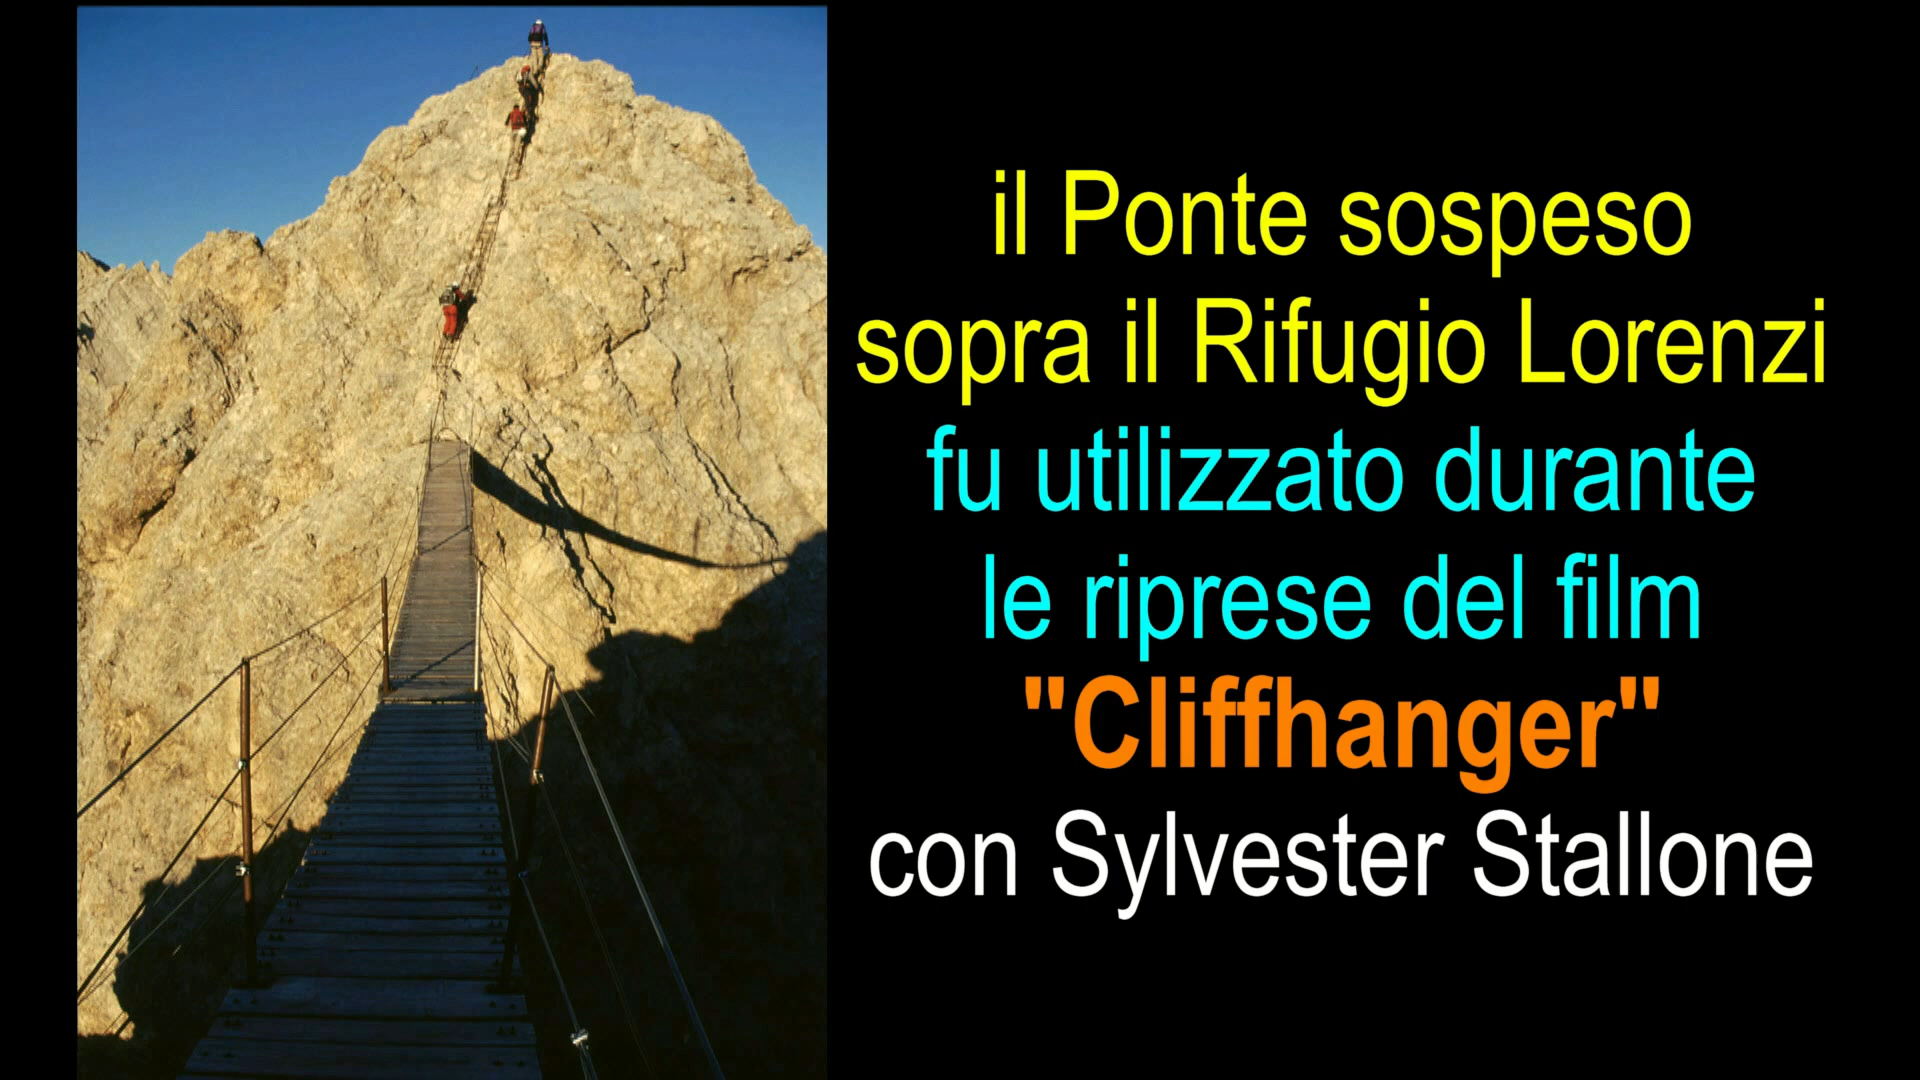 il Ponte sospeso
sopra il Rifugio Lorenzi
fu utilizzato durante
le riprese del film
"Cliffhanger"
con Sylvester Stallone